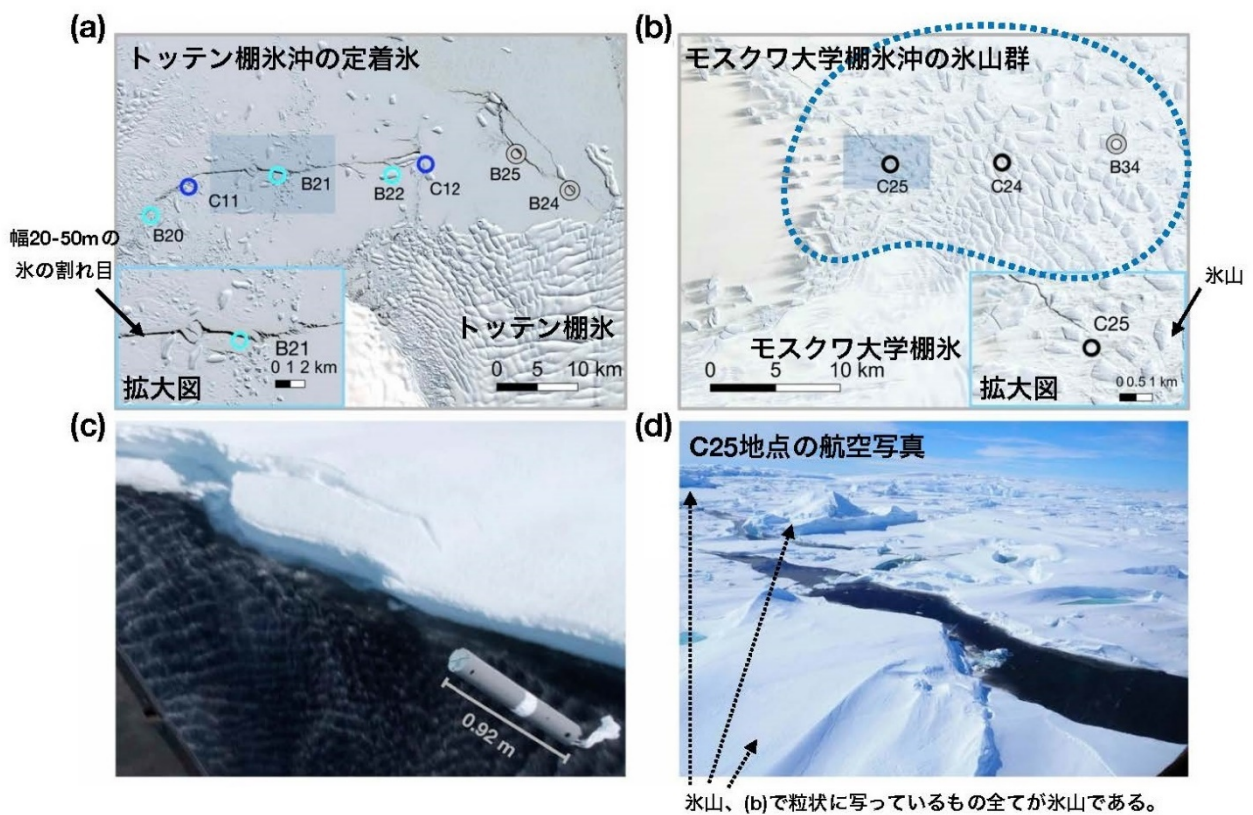 (a)
トッテン棚氷沖の定着氷
C11
B21
B22
C12
B25
B24
B20
幅20-50mの
氷の割れ目
B21
0 1 2 km
拡大図
トッテン棚氷
0 5 10 km
(b)
モスクワ大学棚氷沖の氷山群
C25
C24
B34
氷山
モスクワ大学棚氷
0 5 10 km
C25
0 0.5 1 km
拡大図
(c)
0.92 m
(d)
C25地点の航空写真
氷山、(b)で粒状に写っているもの全てが氷山である。